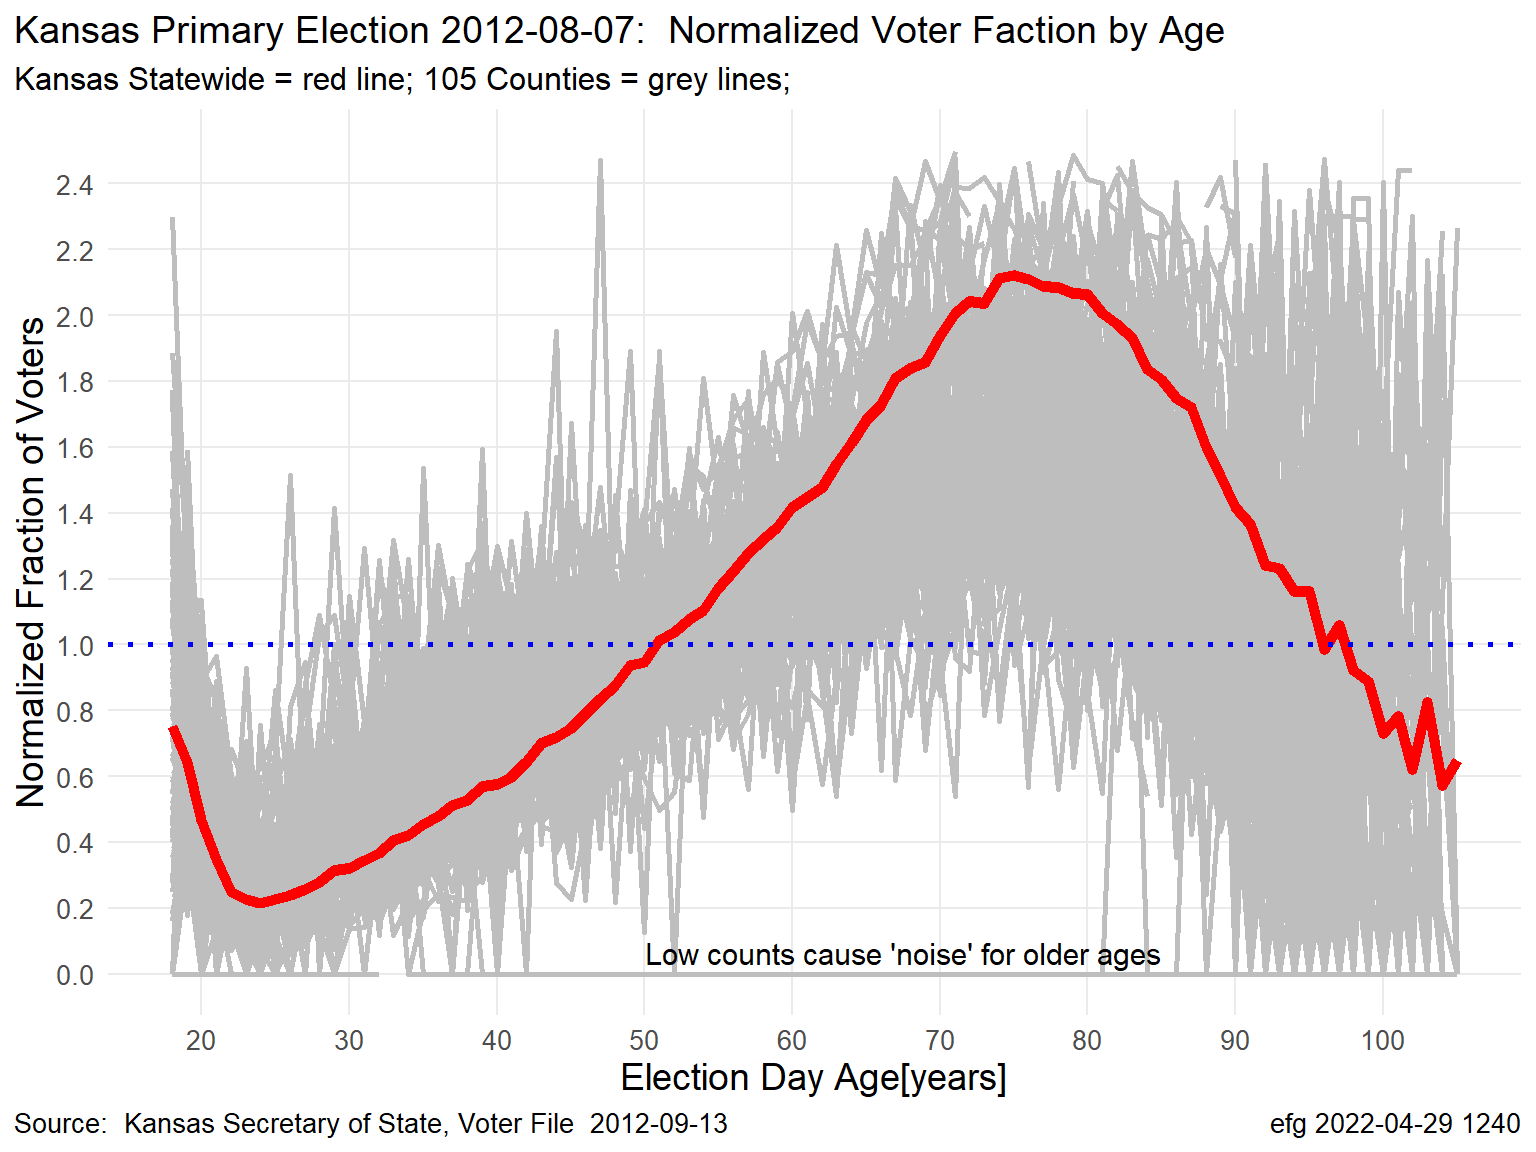 Kansas Primary Election 2012-08-07:  Normalized Voter Faction by Age
Kansas Statewide = red line; 105 Counties = grey lines;
Normalized Fraction of Voters
2.4
2.2
2.0
1.8
1.6
1.4
1.2
1.0
0.8
0.6
0.4
0.2
0.0
Low counts cause 'noise' for older ages
20 30 40 50 60 70 80 90 100
Election Day Age[years]
Source:  Kansas Secretary of State, Voter File  2012-09-13
efg 2022-04-29 1240